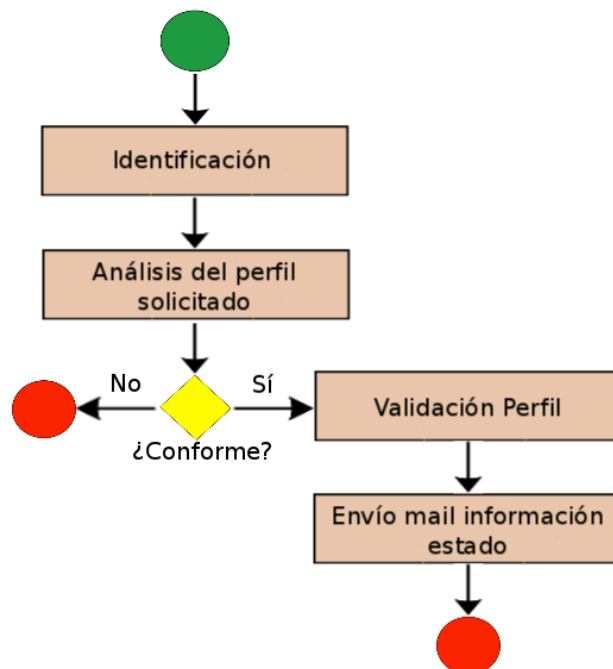 Identificación
Análisis del perfil
solicitado
No
Sí
¿Conforme?
Validación Perfil
Envío mail información
estado